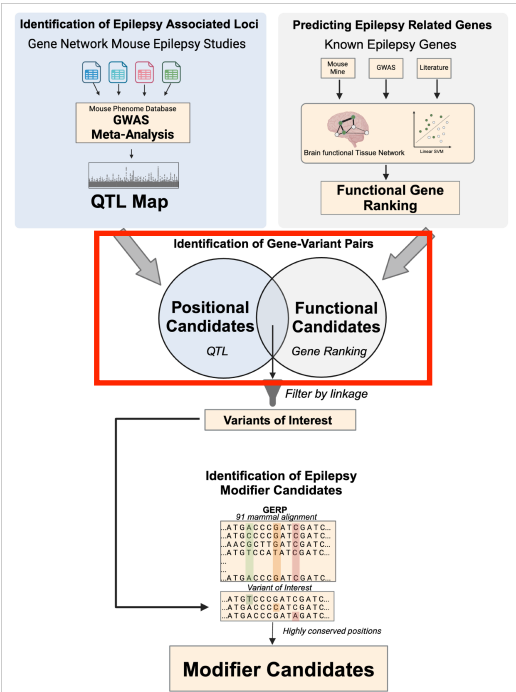 Identification of Epilepsy Associated Loci
Gene Network Mouse Epilepsy Studies
Mouse Phenome Database
GWAS
Meta-Analysis
QTL Map
Predicting Epilepsy Related Genes
Known Epilepsy Genes
Mouse
Mine
GWAS
Literature
Brain functional Tissue Network
Linear SVM
Functional Gene
Ranking
Identification of Gene-Variant Pairs
Positional
Candidates
QTL
Functional
Candidates
Gene Ranking
Filter by linkage
Variants of Interest
Identification of Epilepsy
Modifier Candidates
GERP
91 mammal alignment
...ATGACCCGATCGATC...
...ATGCCCCGATCGATC...
...AACGCTTGATCGATC...
...ATGTCCATATCGATC...
...
...
...ATGACCCGATCGATC...
Variant of Interest
...ATGTCCCGATCGATC...
...ATGACCCCATCGATC...
...ATGACCCGATAGATC...
Highly conserved positions
Modifier Candidates